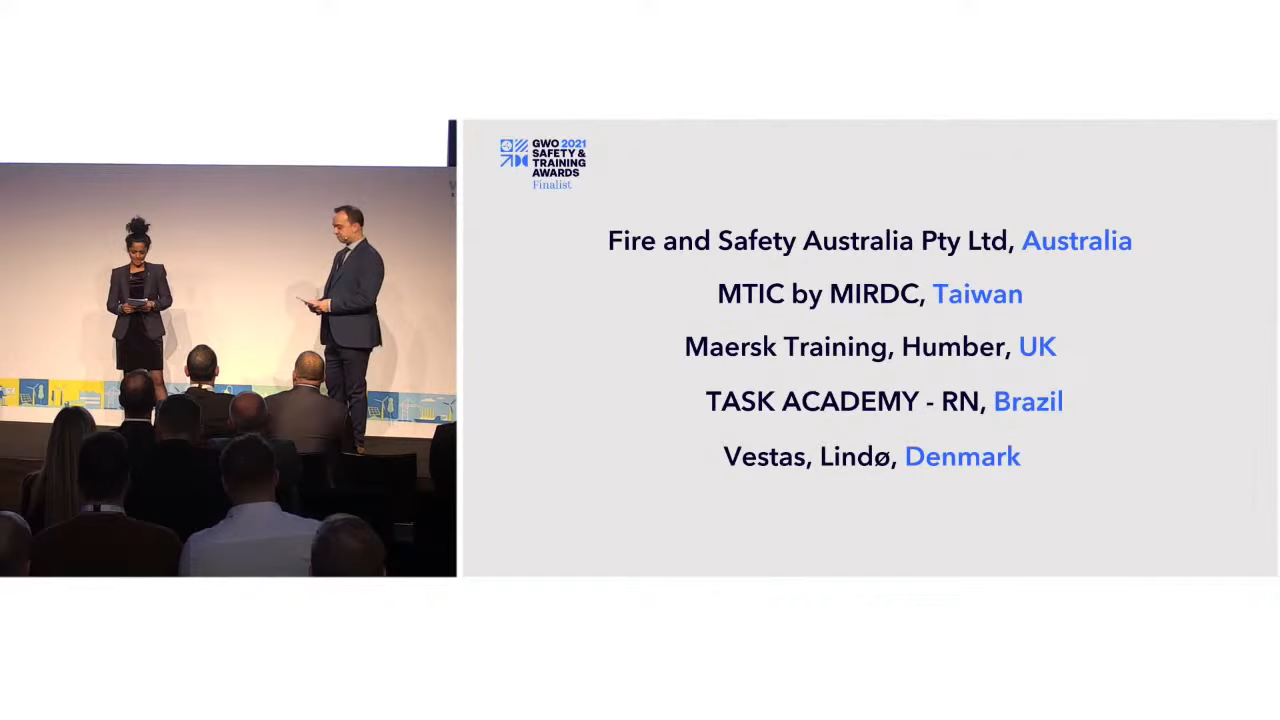 GWO 2021
SAFETY &
TRAINING
AWARDS
Finalist
Fire and Safety Australia Pty Ltd, Australia
MTIC by MIRDC, Taiwan
Maersk Training, Humber, UK
TASK ACADEMY - RN, Brazil
Vestas, Lindø, Denmark